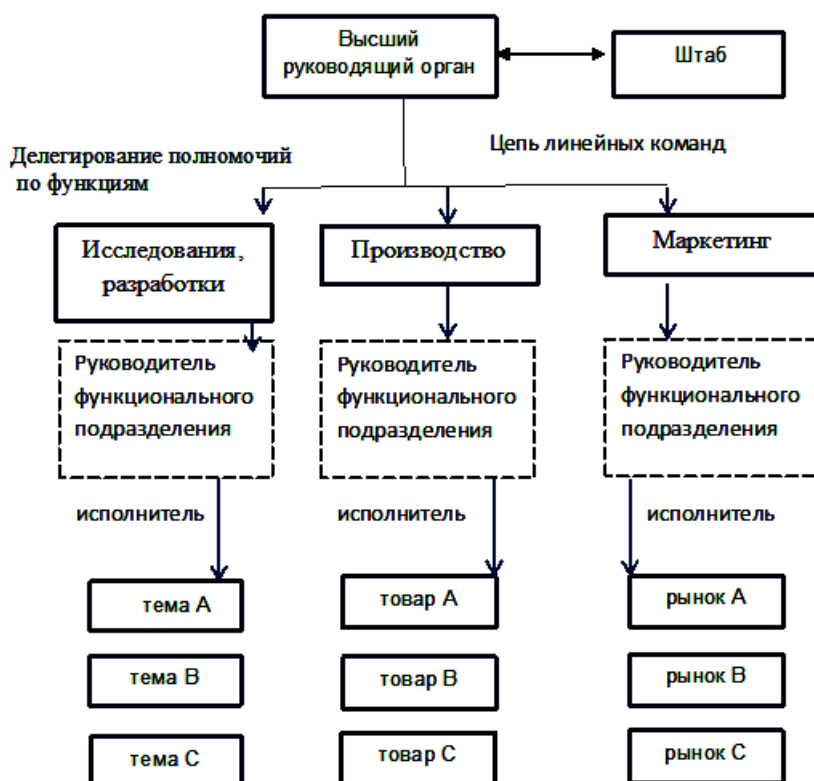 Высший
руководящий орган
Штаб
Цепь линейных команд
Делегирование полномочий
по функциям
Исследования,
разработки
Производство
Маркетинг
Руководитель
функционального
подразделения
Руководитель
функционального
подразделения
Руководитель
функционального
подразделения
исполнитель
исполнитель
исполнитель
тема А
товар А
рынок А
тема В
товар В
рынок В
тема С
товар С
рынок С